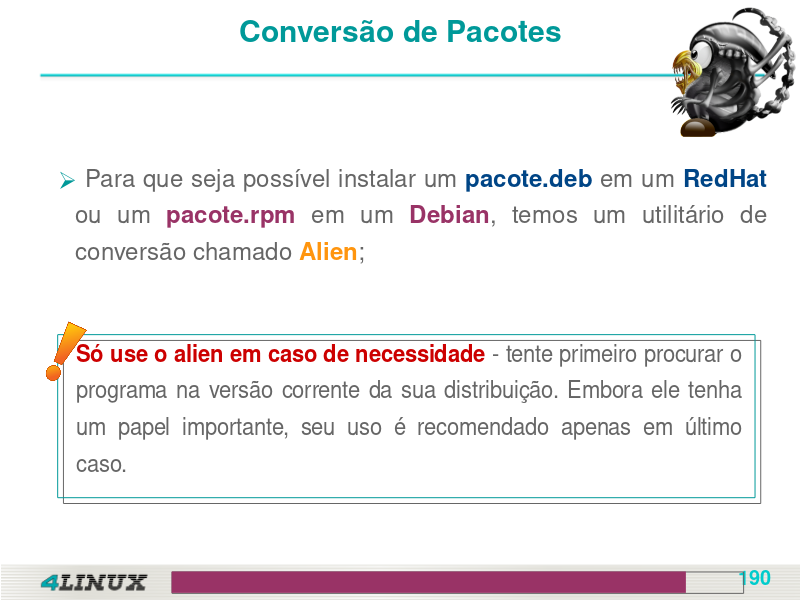 Conversão de Pacotes
Para que seja possível instalar um pacote.deb em um RedHat
ou um pacote.rpm em um Debian, temos um utilitário de
conversão chamado Alien;
Só use o alien em caso de necessidade - tente primeiro procurar o
programa na versão corrente da sua distribuição. Embora ele tenha
um papel importante, seu uso é recomendado apenas em último
caso.
4LINUX
190